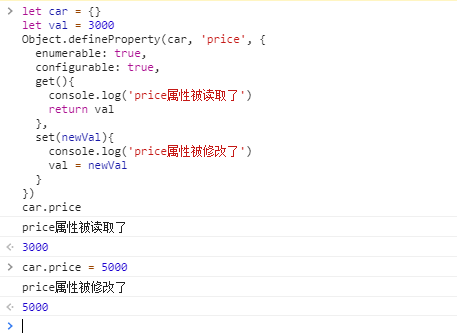 let car = {}
let val = 3000
Object.defineProperty(car, 'price', {
  enumerable: true,
  configurable: true,
  get(){
    console.log('price属性被读取了')
    return val
  },
  set(newVal){
    console.log('price属性被修改了')
    val = newVal
  }
})
car.price
price属性被读取了
3000
car.price = 5000
price属性被修改了
5000